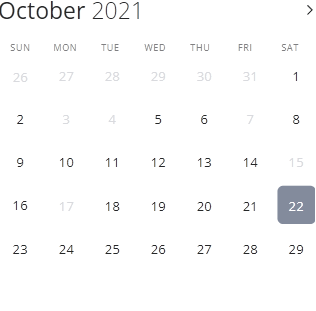 October 2021
SUN MON TUE WED THU FRI SAT
26 27 28 29 30 31 1
2 3 4 5 6 7 8
9 10 11 12 13 14 15
16 17 18 19 20 21 22
23 24 25 26 27 28 29